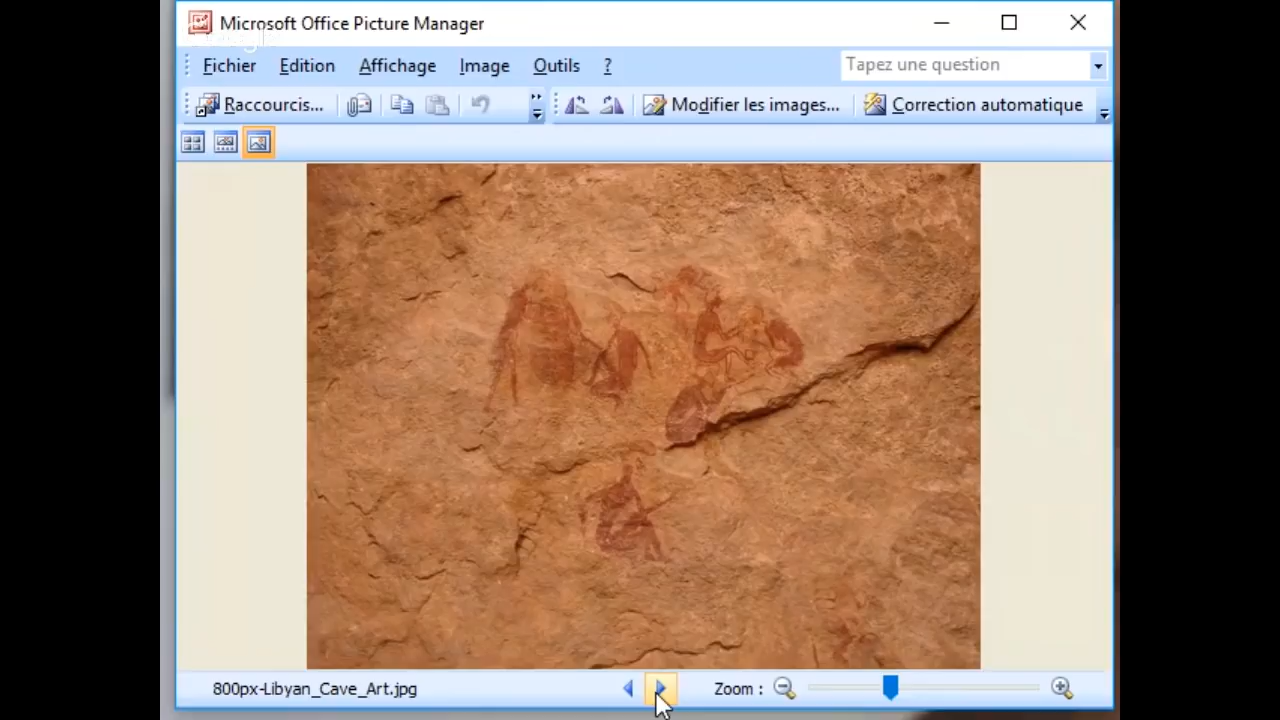 Microsoft Office Picture Manager
Fichier Edition Affichage Image Outils ?
Tapez une question
Raccourcis... Modifier les images... Correction automatique
800px-Libyan_Cave_Art.jpg
Zoom :